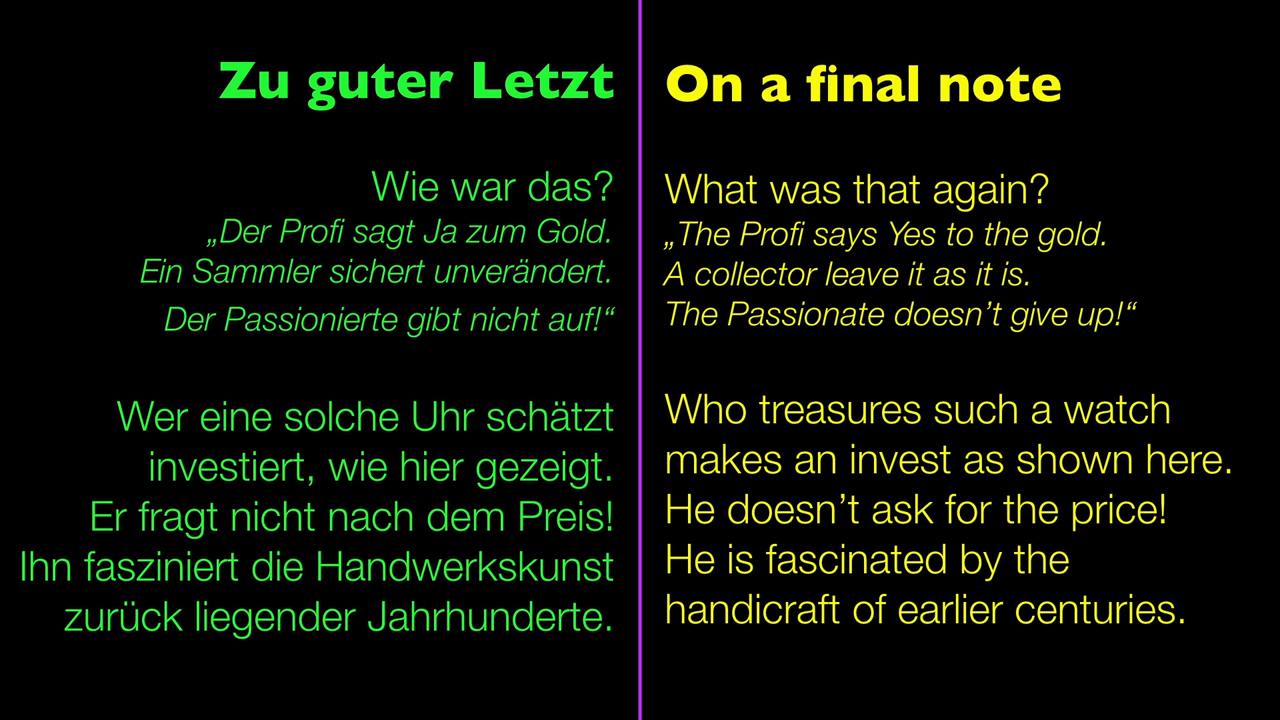 Zu guter Letzt
Wie war das?
„Der Profi sagt Ja zum Gold.
Ein Sammler sichert unverändert.
Der Passionierte gibt nicht auf!“
Wer eine solche Uhr schätzt
investiert, wie hier gezeigt.
Er fragt nicht nach dem Preis!
Ihn fasziniert die Handwerkskunst
zurück liegender Jahrhunderte.
On a final note
What was that again?
„The Profi says Yes to the gold.
A collector leave it as it is.
The Passionate doesn’t give up!“
Who treasures such a watch
makes an invest as shown here.
He doesn’t ask for the price!
He is fascinated by the
handicraft of earlier centuries.